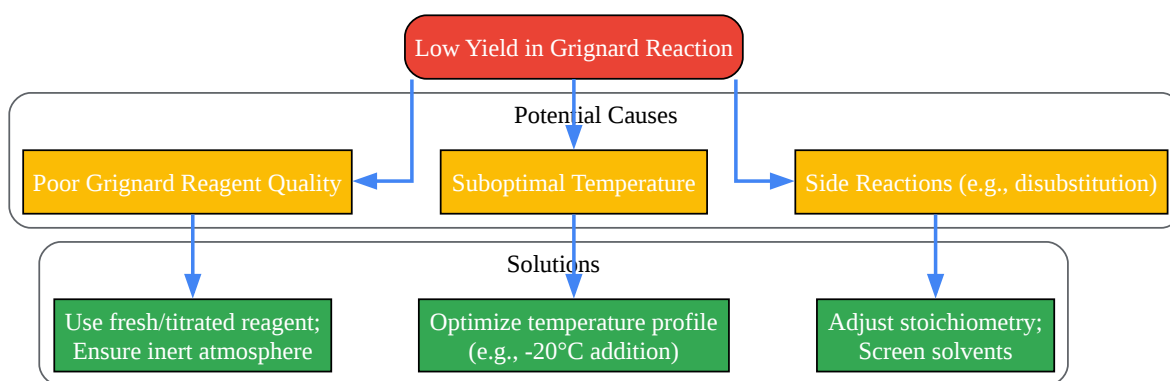 Low Yield in Grignard Reaction
Potential Causes
Poor Grignard Reagent Quality
Suboptimal Temperature
Side Reactions (e.g., disubstitution)
Solutions
Use fresh/titrated reagent;
Ensure inert atmosphere
Optimize temperature profile
(e.g., -20°C addition)
Adjust stoichiometry;
Screen solvents